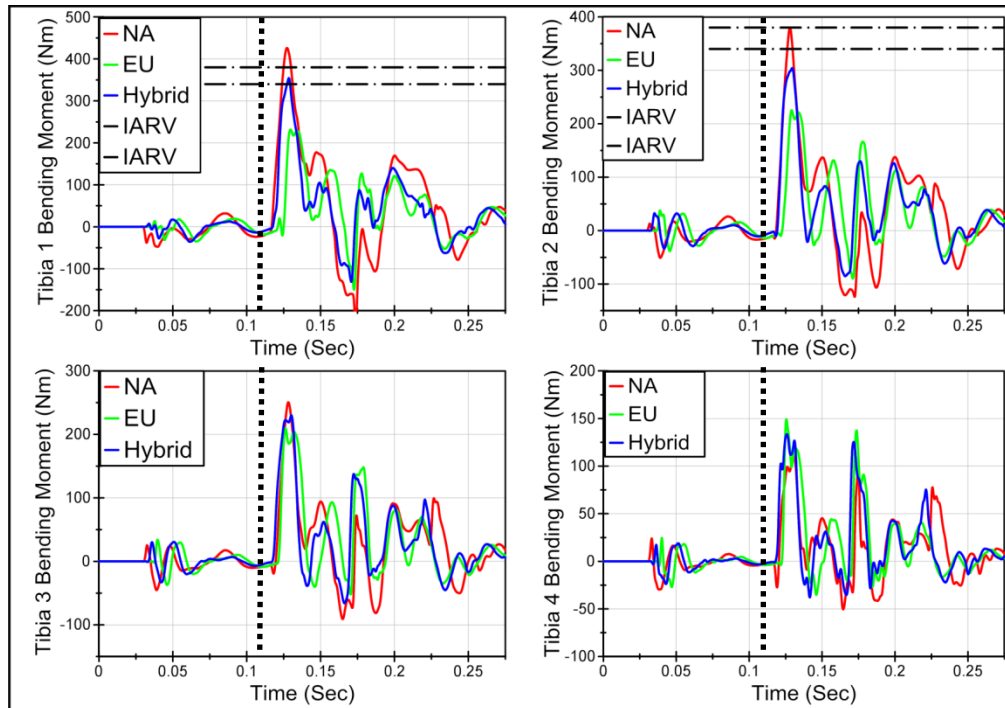 Tibia 1 Bending Moment (Nm)
500
400
300
200
100
0
-100
-200
NA
EU
Hybrid
IARV
IARV
0 0.05 0.1 0.15 0.2 0.25
Time (Sec)
Tibia 2 Bending Moment (Nm)
400
300
200
100
0
-100
NA
EU
Hybrid
IARV
IARV
0 0.05 0.1 0.15 0.2 0.25
Time (Sec)
Tibia 3 Bending Moment (Nm)
300
200
100
0
-100
NA
EU
Hybrid
0 0.05 0.1 0.15 0.2 0.25
Time (Sec)
Tibia 4 Bending Moment (Nm)
200
150
100
50
0
-50
-100
NA
EU
Hybrid
0 0.05 0.1 0.15 0.2 0.25
Time (Sec)